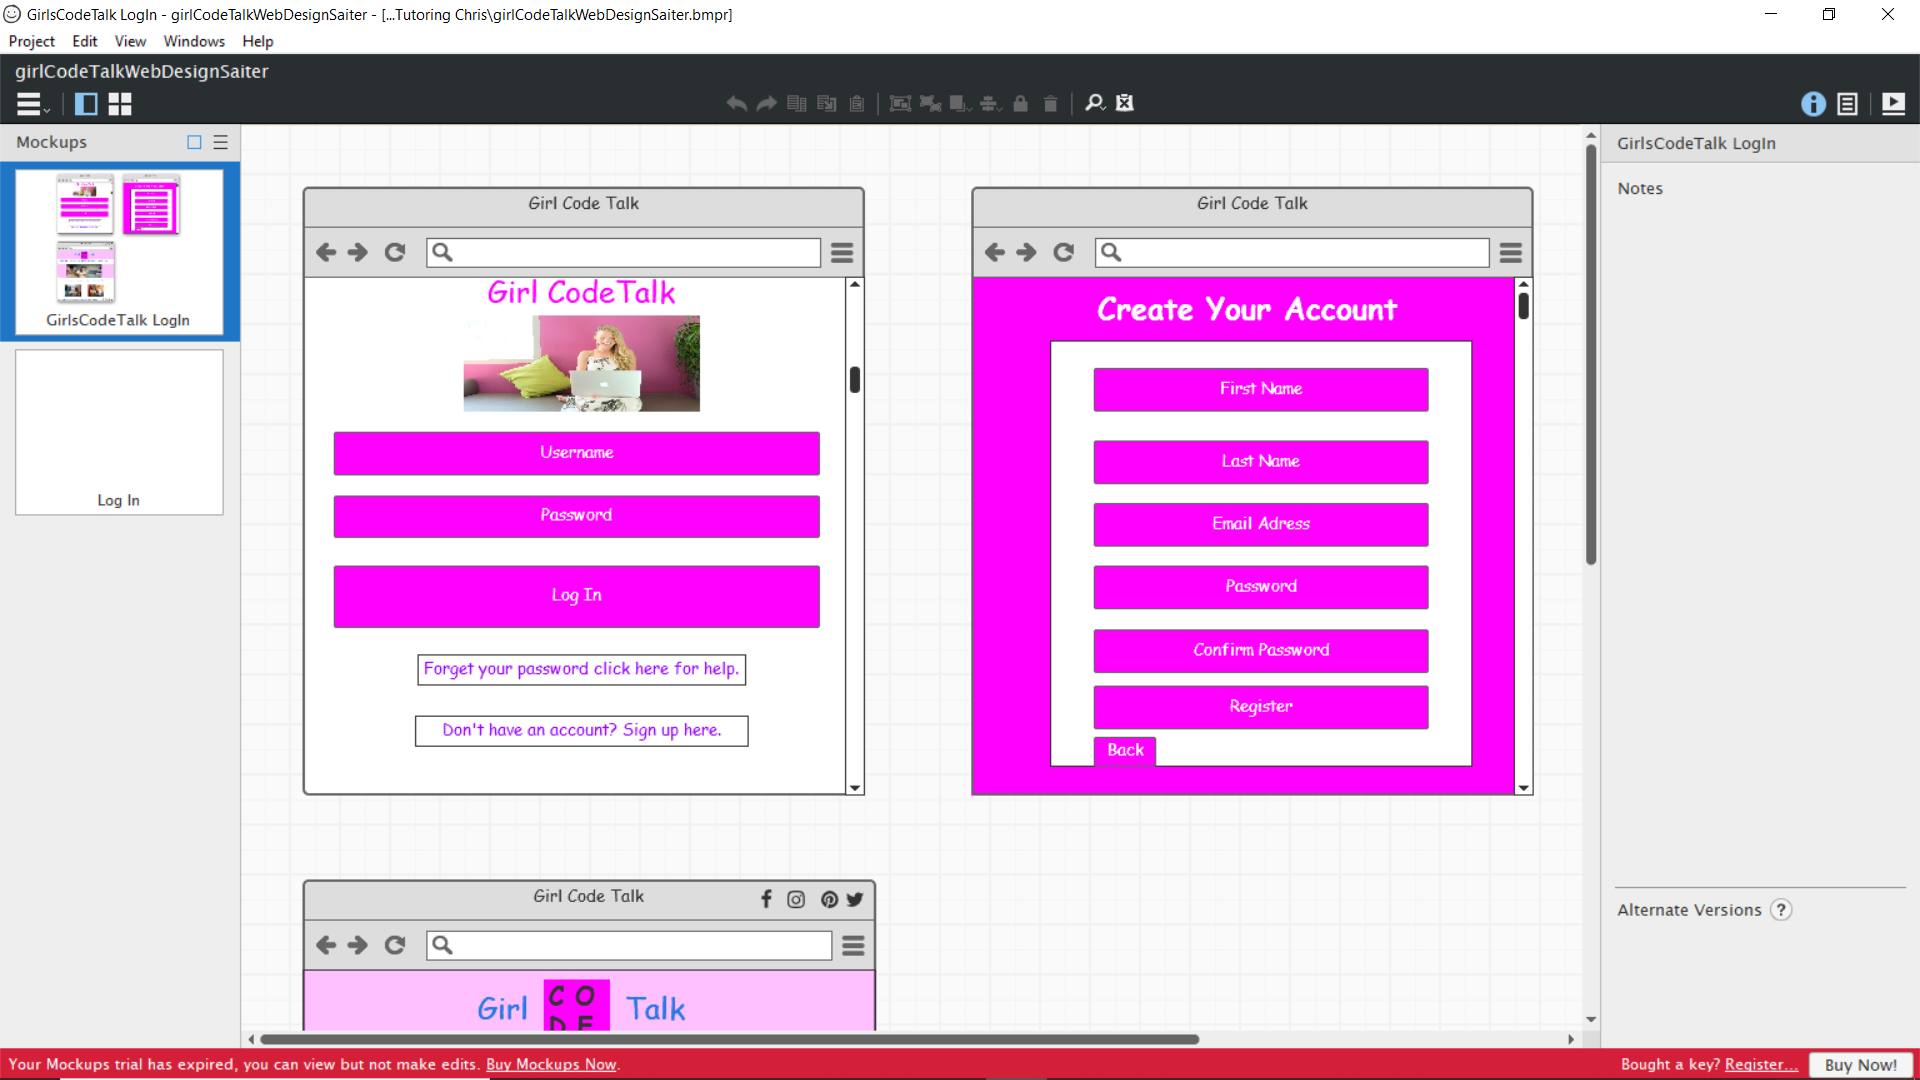 GirlsCodeTalk LogIn - girlCodeTalkWebDesignSaiter - [...Tutoring Chris\girlCodeTalkWebDesignSaiter.bmpr]
Project Edit View Windows Help
girlCodeTalkWebDesignSaiter
Mockups
GirlsCodeTalk LogIn
Log In
Girl Code Talk
Girl CodeTalk
Username
Password
Log In
Forget your password click here for help.
Don't have an account? Sign up here.
Girl Code Talk
Create Your Account
First Name
Last Name
Email Adress
Password
Confirm Password
Register
Back
Girl Code Talk
Girl CODE Talk
GirlsCodeTalk LogIn
Notes
Alternate Versions ?
Your Mockups trial has expired, you can view but not make edits. Buy Mockups Now.
Bought a key? Register... Buy Now!